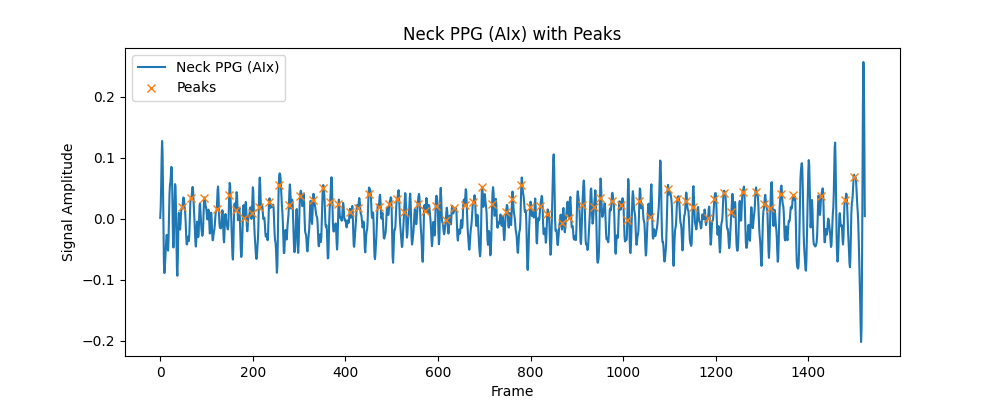 Neck PPG (AIx) with Peaks
Neck PPG (AIx)
Peaks
Signal Amplitude
0.2
0.1
0.0
−0.1
−0.2
0 200 400 600 800 1000 1200 1400
Frame